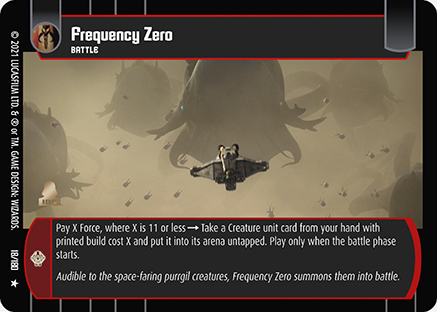 Frequency Zero
BATTLE
Pay X Force, where X is 11 or less → Take a Creature unit card from your hand with
printed build cost X and put it into its arena untapped. Play only when the battle phase
starts.
Audible to the space-faring purrgil creatures, Frequency Zero summons them into battle.
© 2021 LUCASFILM LTD. & ® or TM. GAME DESIGN: WIZARDS.
18/180
★